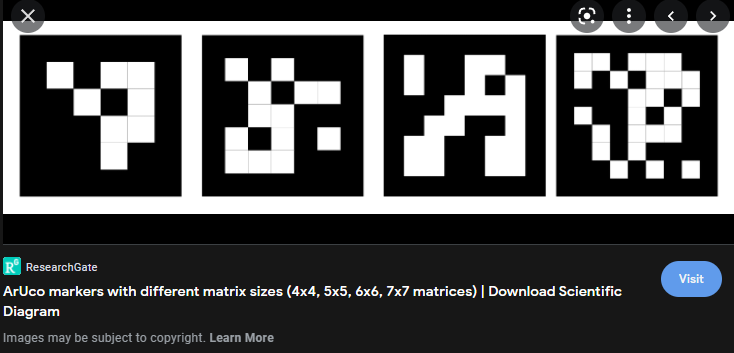 ResearchGate
ArUco markers with different matrix sizes (4x4, 5x5, 6x6, 7x7 matrices) | Download Scientific
Diagram
Visit
Images may be subject to copyright. Learn More